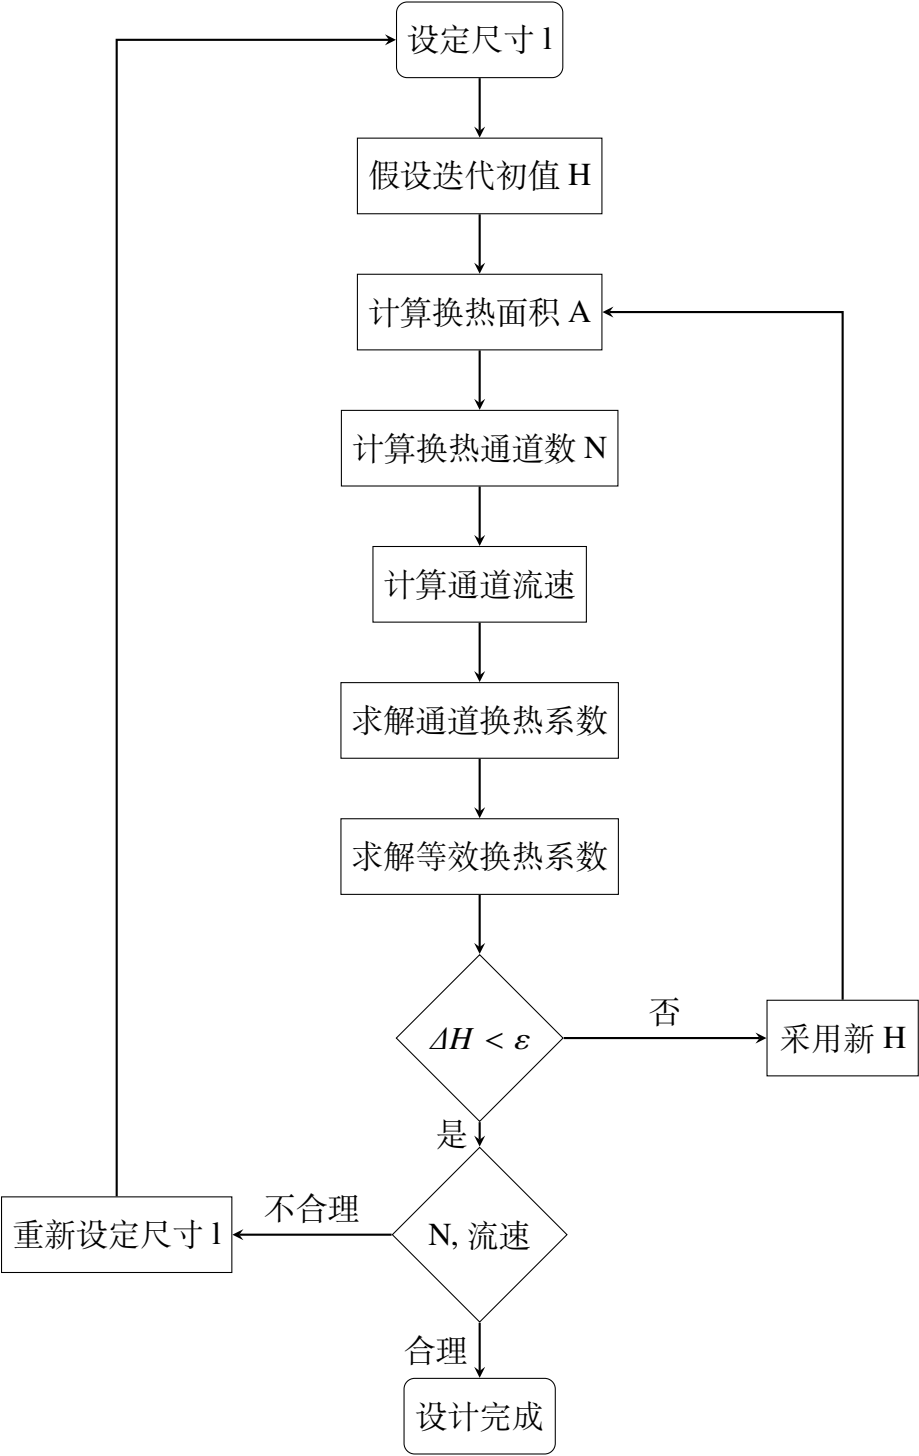 设定尺寸 l
假设迭代初值 H
计算换热面积 A
计算换热通道数 N
计算通道流速
求解通道换热系数
求解等效换热系数
ΔH < ε
否
采用新 H
是
N, 流速
不合理
重新设定尺寸 l
合理
设计完成